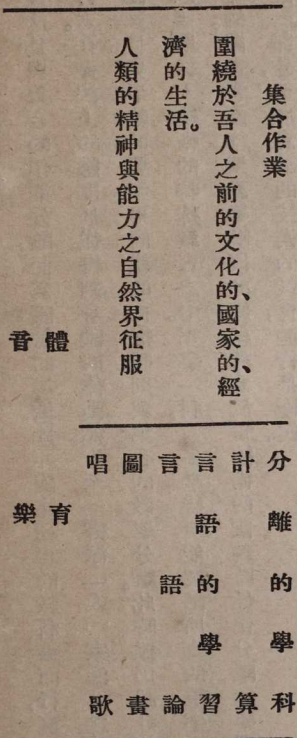 集合作業
圍繞於吾人之前的文化的、國家的、經
濟的生活。
人類的精神與能力之自然界征服
分離的學科
計算
言語的學習
言語論
圖畫
唱歌
體育
音樂